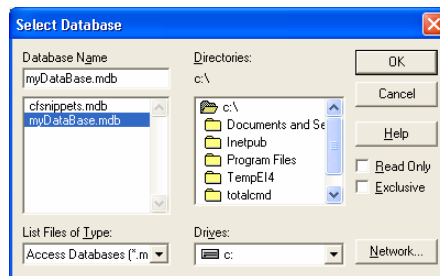 Select Database
Database Name
myDataBase.mdb
cfsnippets.mdb
myDataBase.mdb
List Files of Type:
Access Databases (*.m
Directories:
c:\
c:\
Documents and Se
Inetpub
Program Files
TempEI4
totalcmd
Drives:
c:
OK
Cancel
Help
Read Only
Exclusive
Network...